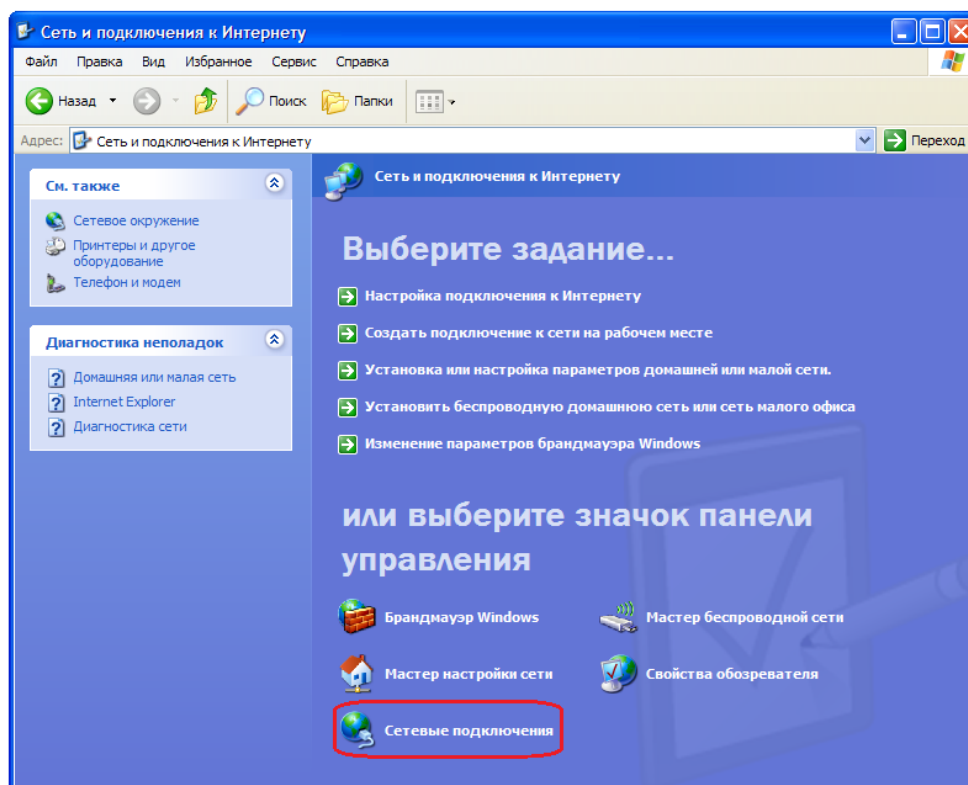 Сеть и подключения к Интернету
Файл Правка Вид Избранное Сервис Справка
Назад Поиск Папки
Адрес: Сеть и подключения к Интернету Переход
См. также
Сетевое окружение
Принтеры и другое
оборудование
Телефон и модем
Диагностика неполадок
Домашняя или малая сеть
Internet Explorer
Диагностика сети
Сеть и подключения к Интернету
Выберите задание...
Настройка подключения к Интернету
Создать подключение к сети на рабочем месте
Установка или настройка параметров домашней или малой сети.
Установить беспроводную домашнюю сеть или сеть малого офиса
Изменение параметров брандмауэра Windows
или выберите значок панели
управления
Брандмауэр Windows Мастер беспроводной сети
Мастер настройки сети Свойства обозревателя
Сетевые подключения